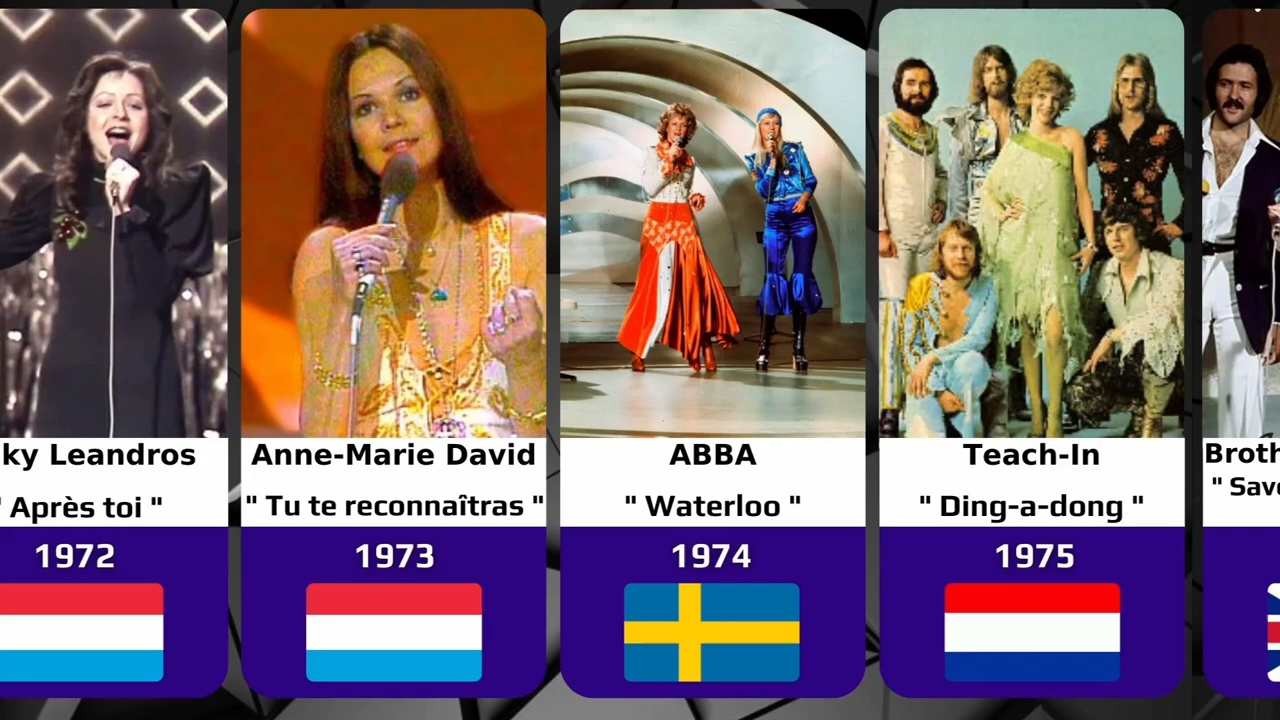 ky Leandros
" Après toi "
1972
Anne-Marie David
" Tu te reconnaîtras "
1973
ABBA
" Waterloo "
1974
Teach-In
" Ding-a-dong "
1975
Broth
" Save